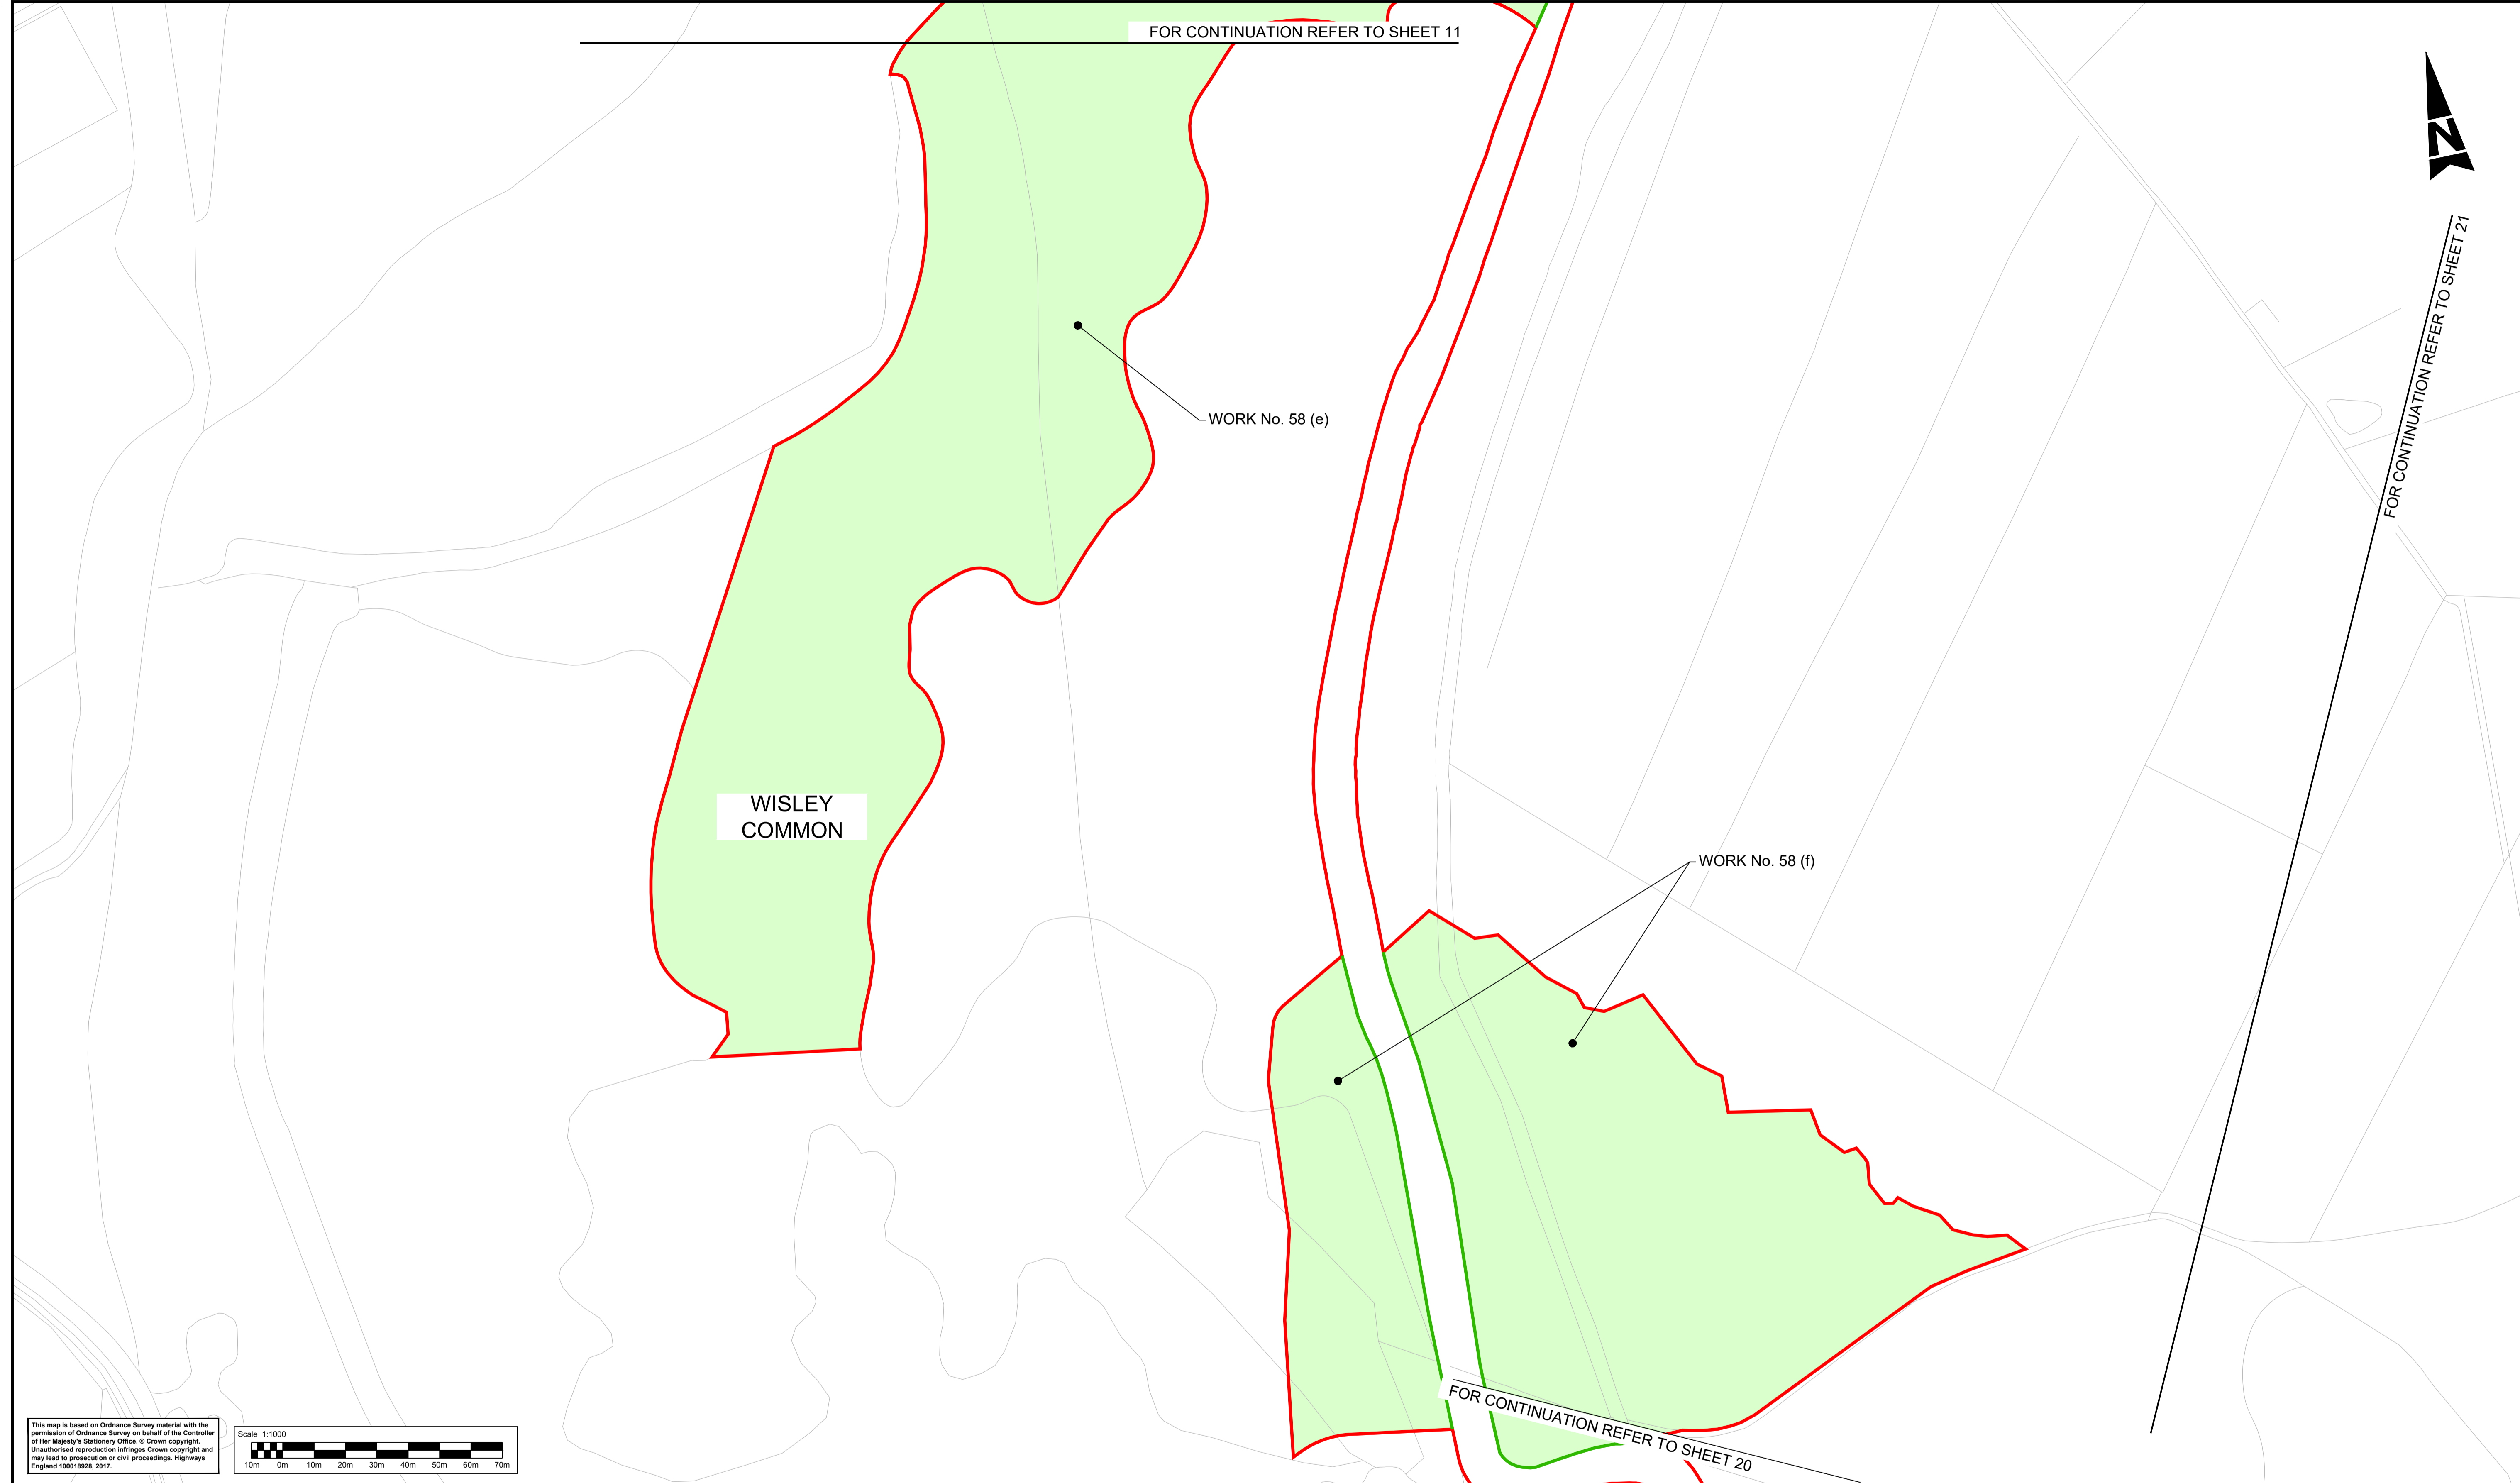 FOR CONTINUATION REFER TO SHEET 11
N
FOR CONTINUATION REFER TO SHEET 21
WORK No. 58 (e)
WISLEY
COMMON
WORK No. 58 (f)
FOR CONTINUATION REFER TO SHEET 20
This map is based on Ordnance Survey material with the
permission of Ordnance Survey on behalf of the Controller
of Her Majesty's Stationery Office. © Crown copyright.
Unauthorised reproduction infringes Crown copyright and
may lead to prosecution or civil proceedings. Highways
England 100018928, 2017.
Scale 1:1000
10m 0m 10m 20m 30m 40m 50m 60m 70m